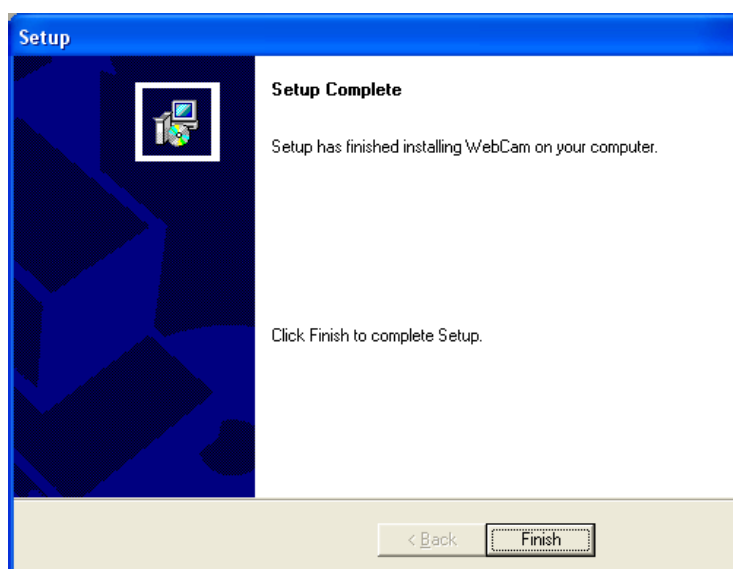 Setup
Setup Complete
Setup has finished installing WebCam on your computer.
Click Finish to complete Setup.
< Back
Finish